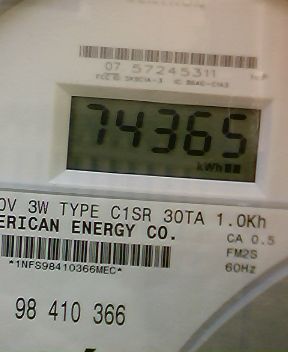 07 57245311
74365
kWh
0V 3W TYPE C1SR 30TA 1.0Kh
ERICAN ENERGY CO.
CA 0.5
FM2S
*1NFS98410366MEC*
60Hz
98 410 366